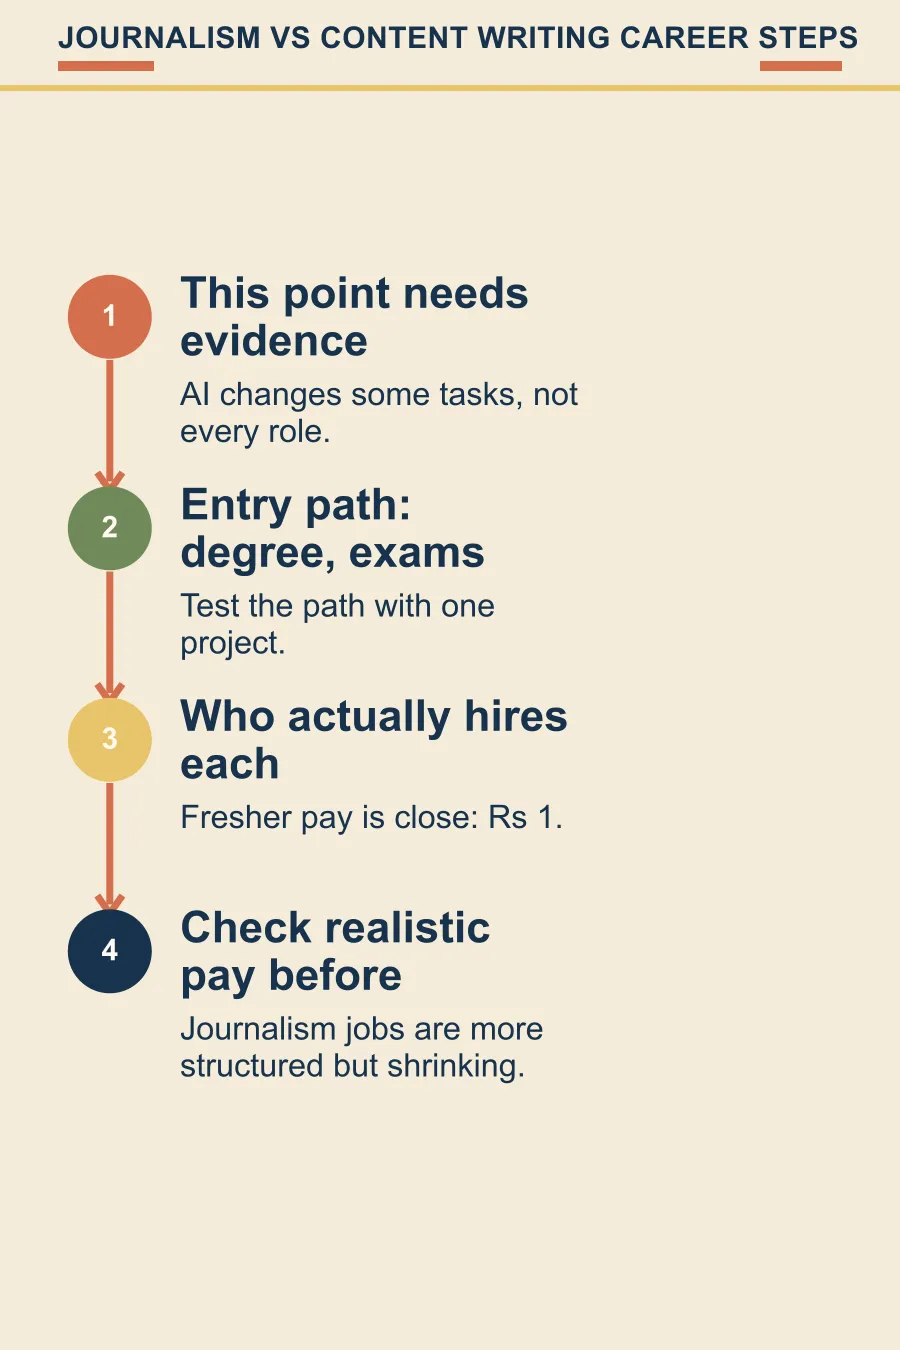 JOURNALISM VS CONTENT WRITING CAREER STEPS
1
This point needs
evidence
AI changes some tasks, not
every role.
2
Entry path:
degree, exams
Test the path with one
project.
3
Who actually hires
each
Fresher pay is close: Rs 1.
4
Check realistic
pay before
Journalism jobs are more
structured but shrinking.